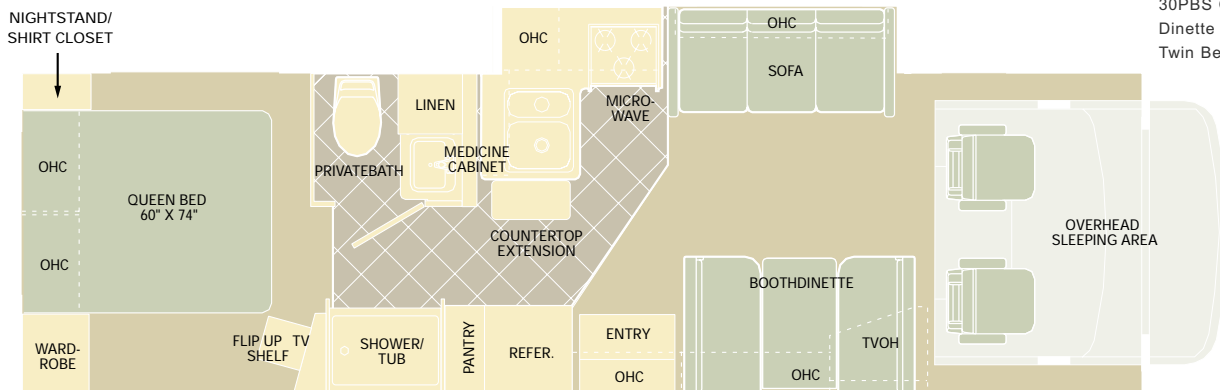 NIGHTSTAND/
SHIRT CLOSET
30PBS
Dinette
OHC
OHC
SOFA
LINEN
MICRO-
WAVE
MEDICINE
CABINET
PRIVATEBATH
OHC
QUEEN BED
60" X 74"
OHC
COUNTERTOP
EXTENSION
OVERHEAD
SLEEPING AREA
BOOTHDINETTE
WARD-
ROBE
FLIP UP TV
SHELF
SHOWER/
TUB
PANTRY
REFER.
ENTRY
OHC
OHC
TVOH